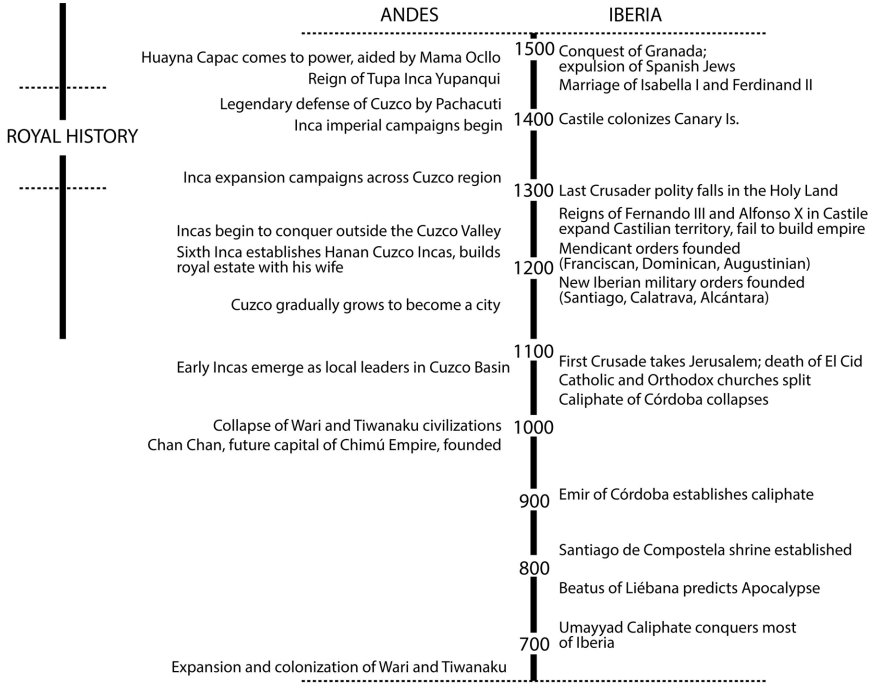 ANDES
IBERIA
1500
Huayna Capac comes to power, aided by Mama Ocllo
Conquest of Granada;
expulsion of Spanish Jews
Reign of Tupa Inca Yupanqui
Marriage of Isabella I and Ferdinand II
Legendary defense of Cuzco by Pachacuti
1400
Inca imperial campaigns begin
Castile colonizes Canary Is.
ROYAL HISTORY
Inca expansion campaigns across Cuzco region
1300
Last Crusader polity falls in the Holy Land
Reigns of Fernando III and Alfonso X in Castile
expand Castilian territory, fail to build empire
Incas begin to conquer outside the Cuzco Valley
Mendicant orders founded
(Franciscan, Dominican, Augustinian)
Sixth Inca establishes Hanan Cuzco Incas, builds
royal estate with his wife
1200
New Iberian military orders founded
(Santiago, Calatrava, Alcántara)
Cuzco gradually grows to become a city
1100
Early Incas emerge as local leaders in Cuzco Basin
First Crusade takes Jerusalem; death of El Cid
Catholic and Orthodox churches split
Caliphate of Córdoba collapses
Collapse of Wari and Tiwanaku civilizations
1000
Chan Chan, future capital of Chimú Empire, founded
900
Emir of Córdoba establishes caliphate
Santiago de Compostela shrine established
800
Beatus of Liébana predicts Apocalypse
Umayyad Caliphate conquers most
of Iberia
700
Expansion and colonization of Wari and Tiwanaku